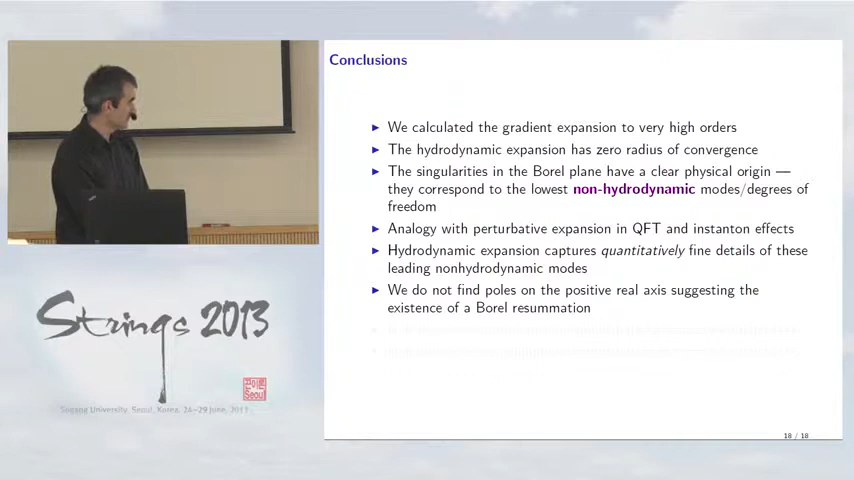 Conclusions
▶ We calculated the gradient expansion to very high orders
▶ The hydrodynamic expansion has zero radius of convergence
▶ The singularities in the Borel plane have a clear physical origin —
they correspond to the lowest non-hydrodynamic modes/degrees of
freedom
▶ Analogy with perturbative expansion in QFT and instanton effects
▶ Hydrodynamic expansion captures quantitatively fine details of these
leading nonhydrodynamic modes
▶ We do not find poles on the positive real axis suggesting the
existence of a Borel resummation
18 / 18
Strings 2013
Seoul
Sogang University, Seoul, Korea, 24-29 June, 2013